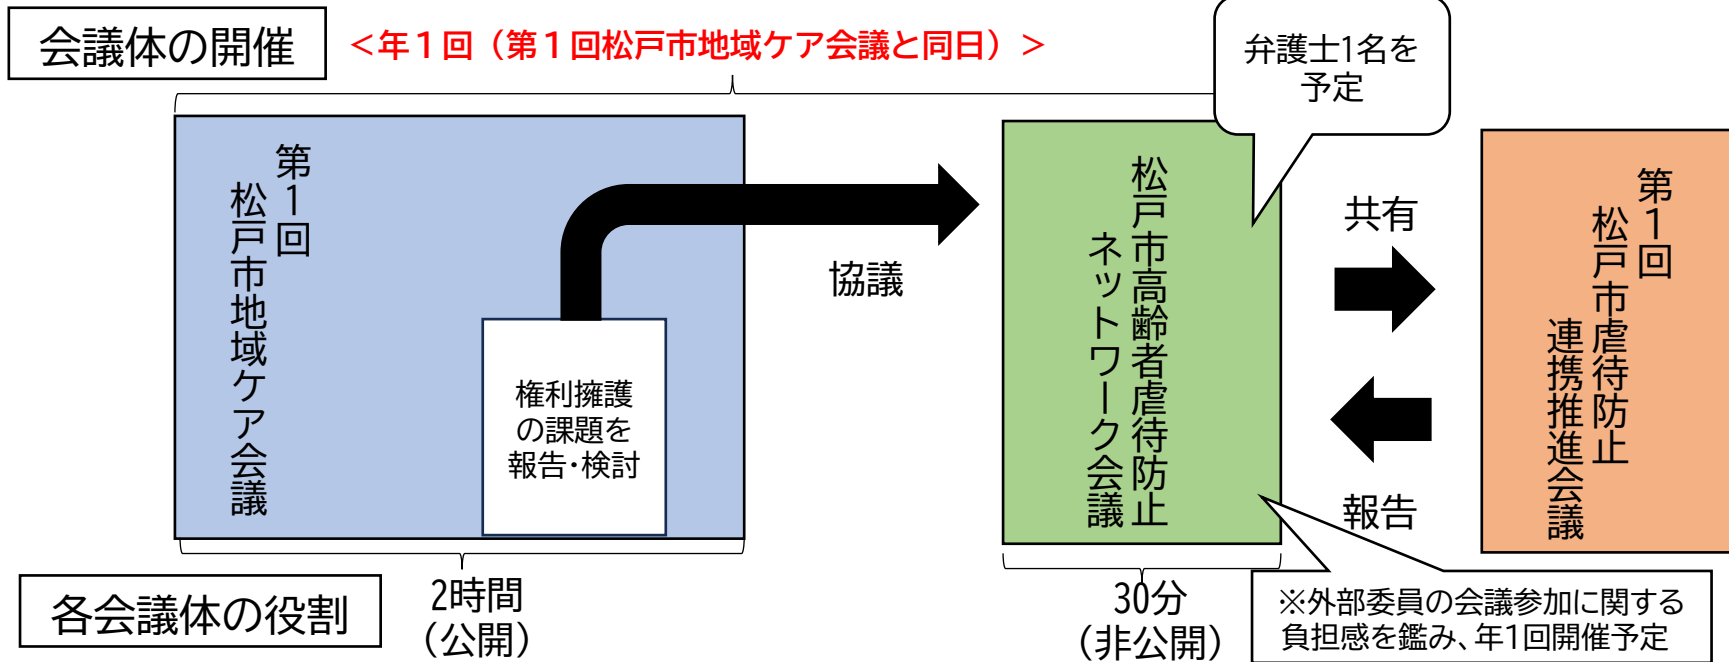 会議体の開催
<年１回（第１回松戸市地域ケア会議と同日）>
弁護士1名を
予定
第１回
松戸市地域ケア会議
権利擁護
の課題を
報告･検討
協議
松戸市高齢者虐待防止
ネットワーク会議
共有
報告
第１回
松戸市虐待防止
連携推進会議
各会議体の役割
2時間
（公開）
30分
（非公開）
※外部委員の会議参加に関する
負担感を鑑み、年1回開催予定